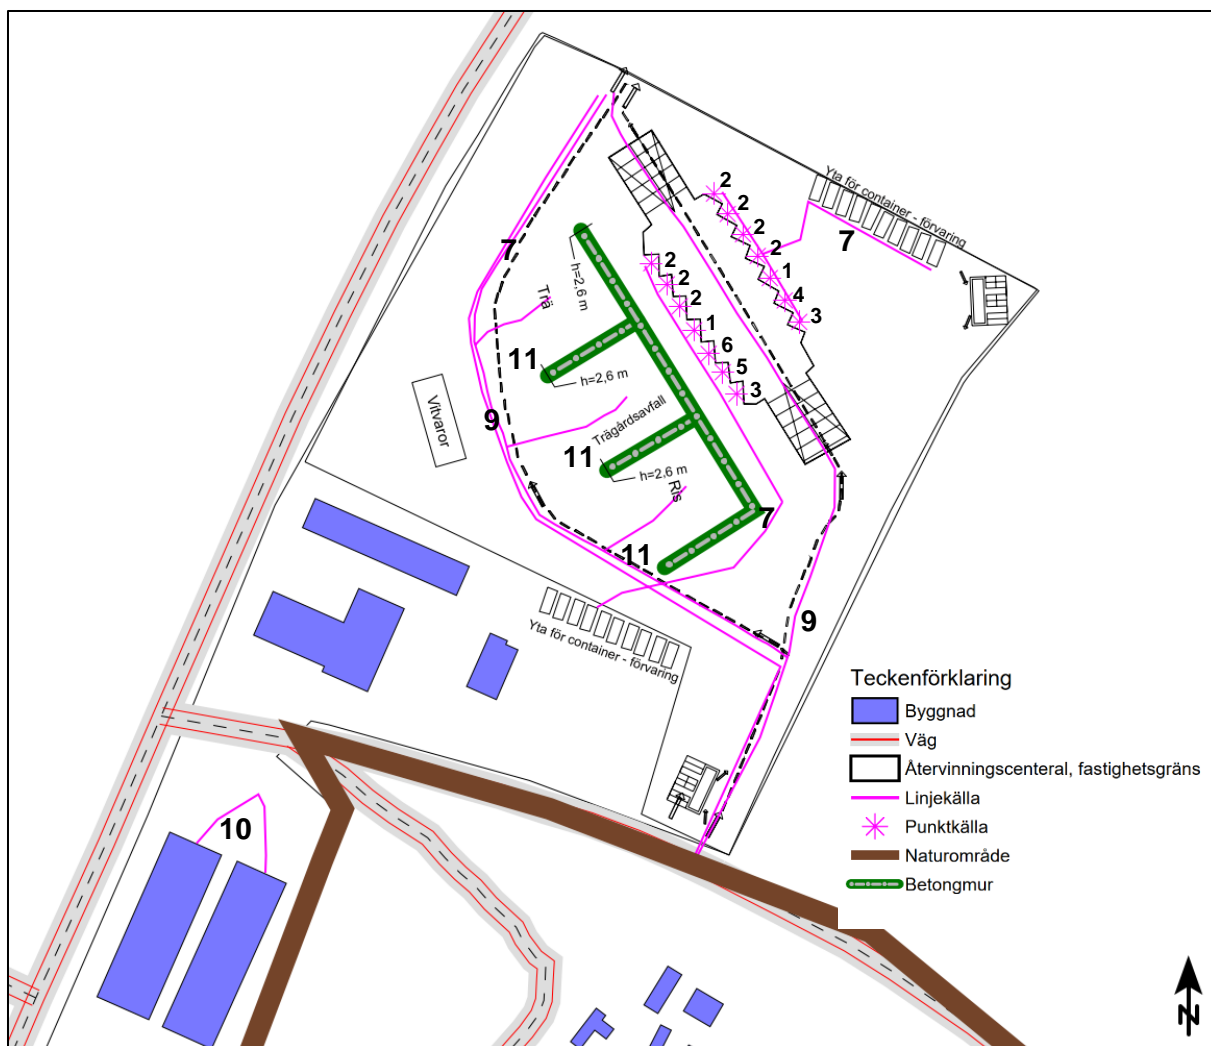 Yta för container - förvaring
2
2
2
2
1
4
3
7
7
2
2
2
1
6
5
3
h=2,6 m
Trä
11
h=2,6 m
Vitvaror
9
Trägårdsavfall
11
h=2,6 m
Ris
7
11
Yta för container - förvaring
9
10
Teckenförklaring
Byggnad
Väg
Återvinningscenteral, fastighetsgräns
Linjekälla
Punktkälla
Naturområde
Betongmur
N